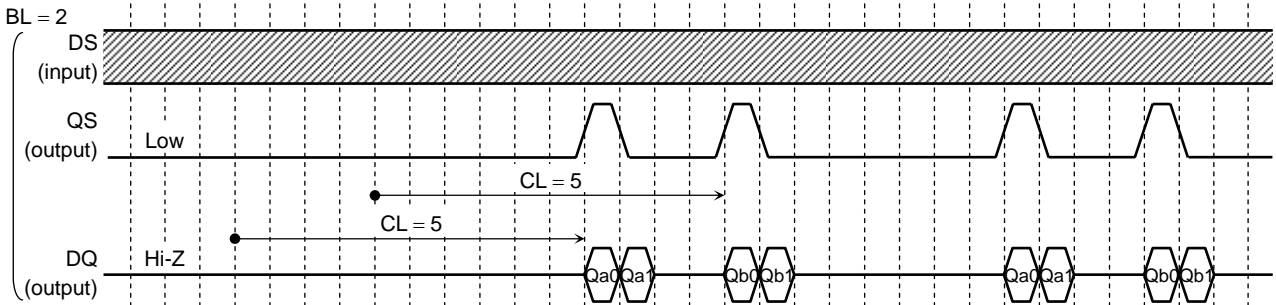 BL = 2
DS
(input)
QS
(output)
Low
CL = 5
CL = 5
DQ
(output)
Hi-Z
Qa0 Qa1 Qb0 Qb1 Qa0 Qa1 Qb0 Qb1